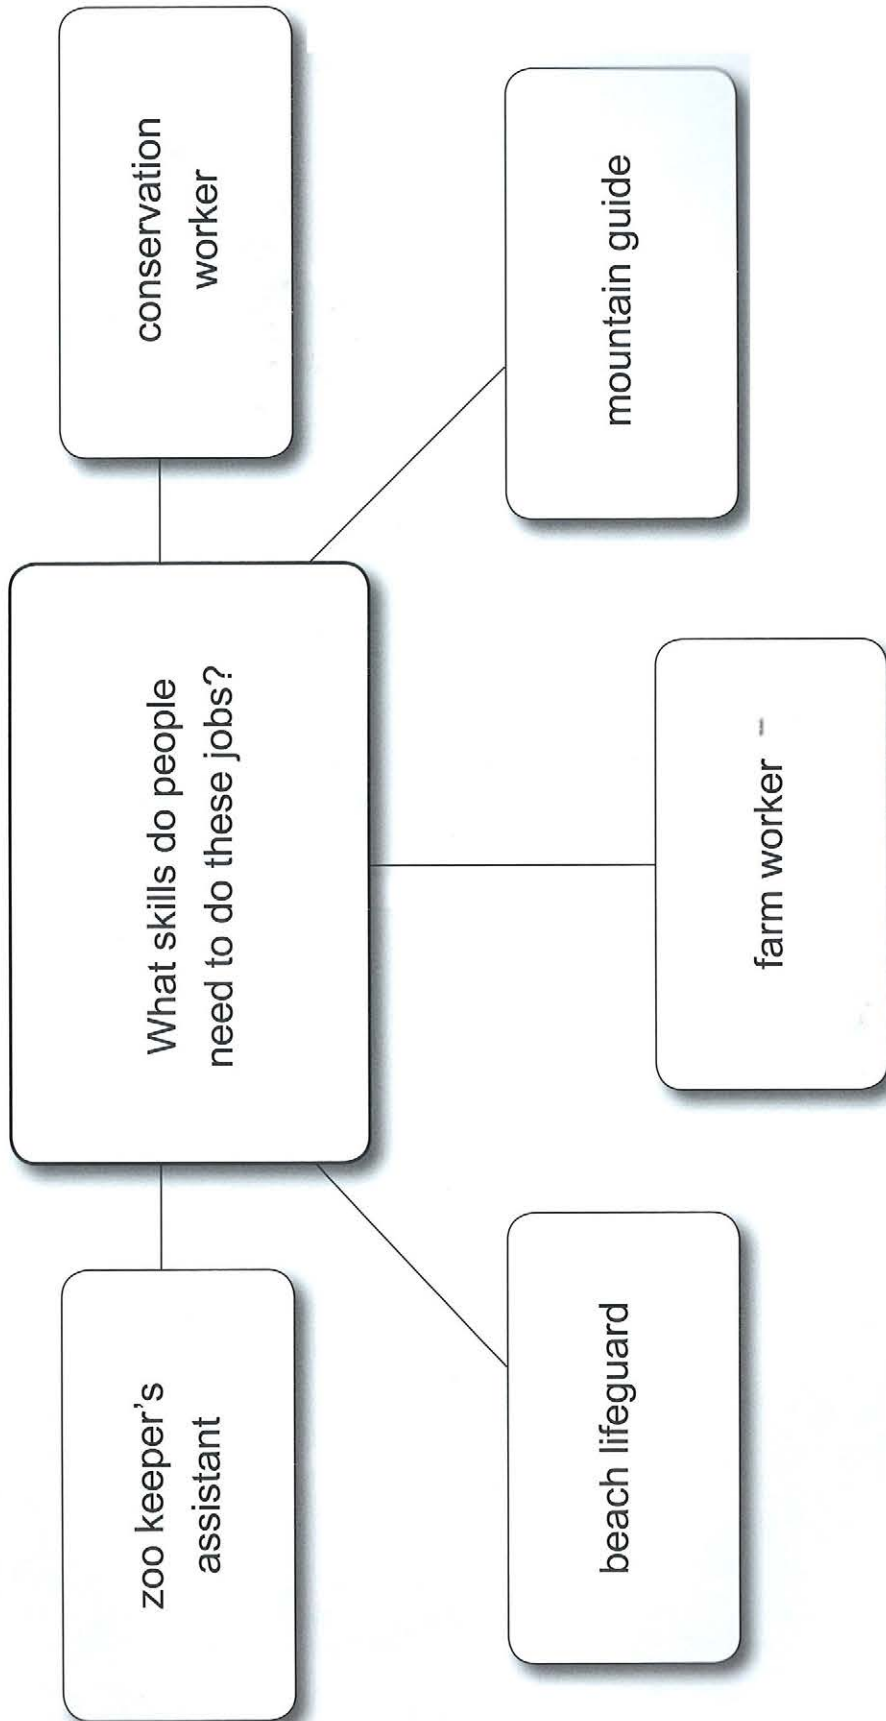 What skills do people
need to do these jobs?
zoo keeper's
assistant
conservation
worker
beach lifeguard
mountain guide
farm worker –